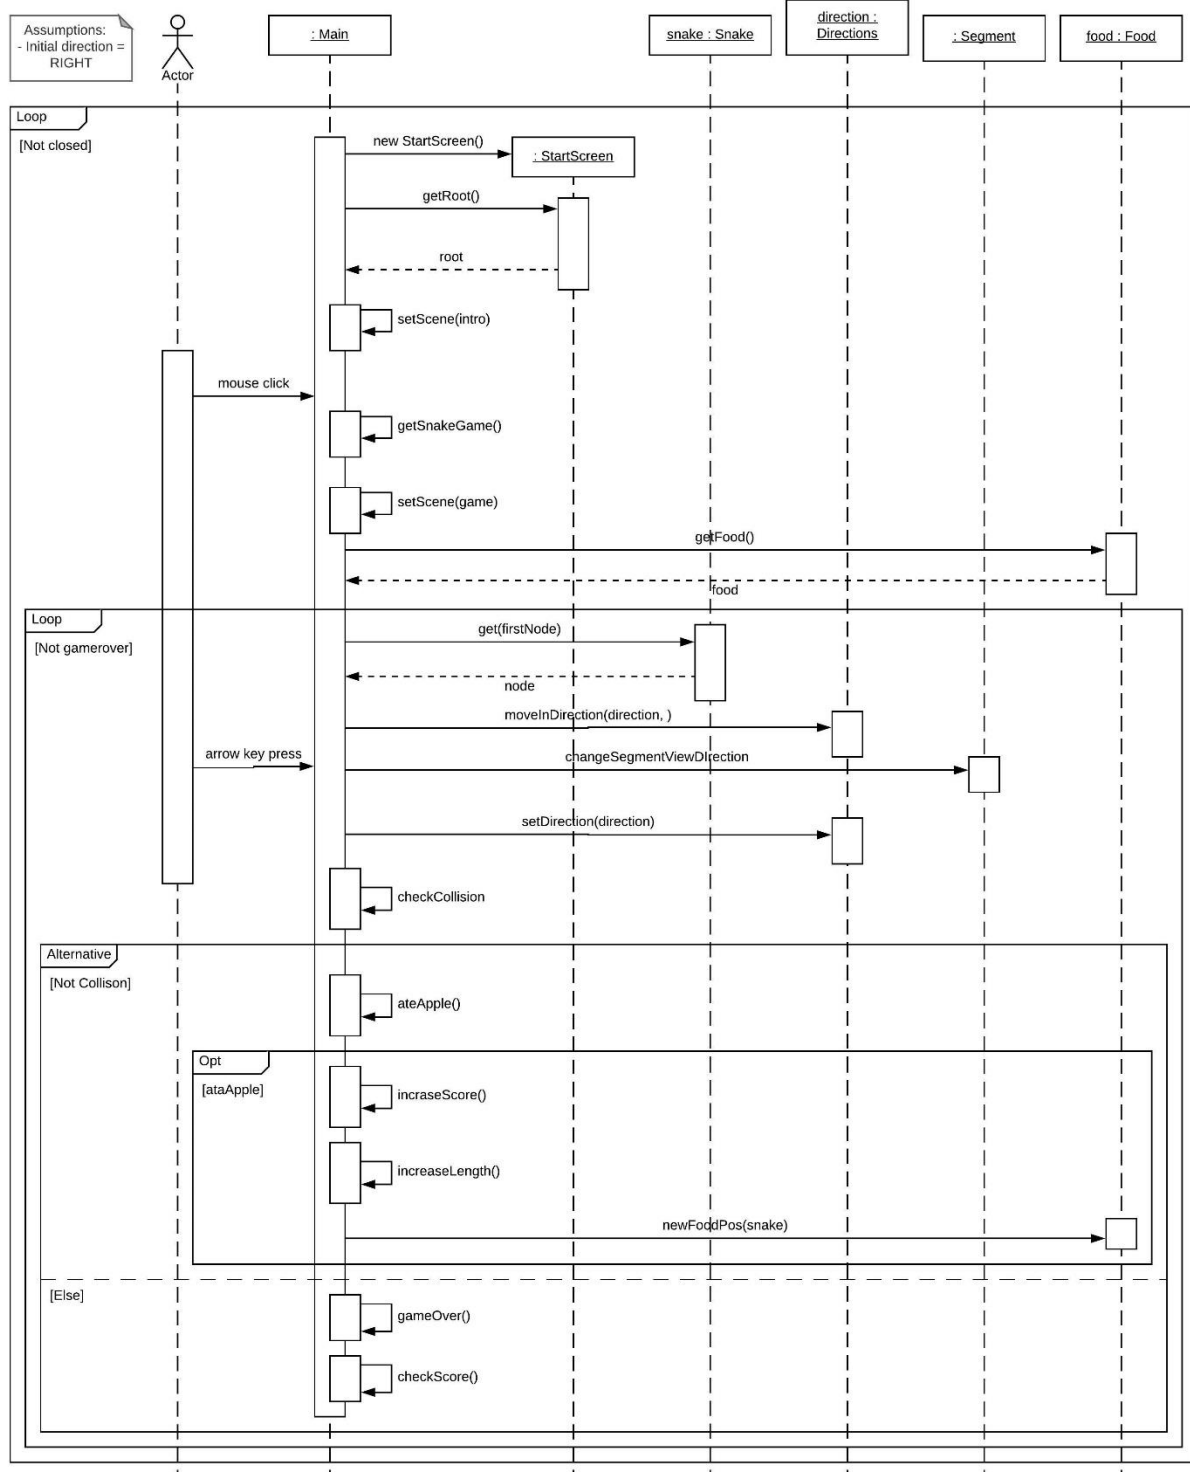 Assumptions:
- Initial direction =
RIGHT
Actor
: Main
snake : Snake
direction :
Directions
: Segment
food : Food
Loop
[Not closed]
new StartScreen()
: StartScreen
getRoot()
root
setScene(intro)
mouse click
getSnakeGame()
setScene(game)
getFood()
food
Loop
[Not gamerover]
get(firstNode)
node
moveInDirection(direction, )
arrow key press
changeSegmentViewDIrection
setDirection(direction)
checkCollision
Alternative
[Not Collison]
ateApple()
Opt
[ataApple]
incraseScore()
increaseLength()
newFoodPos(snake)
[Else]
gameOver()
checkScore()